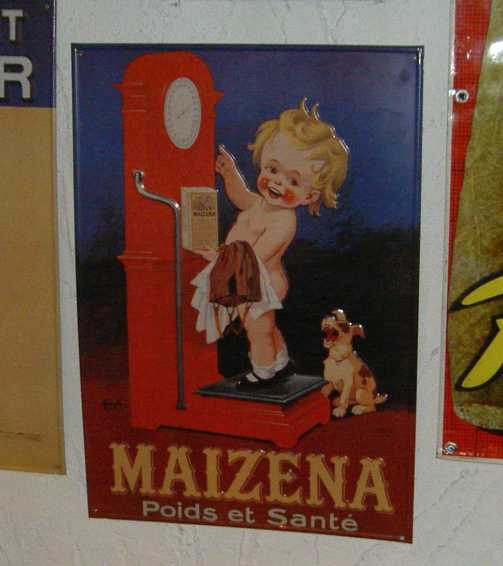 T
R
MAIZENA
MAIZENA
Poids et Santé